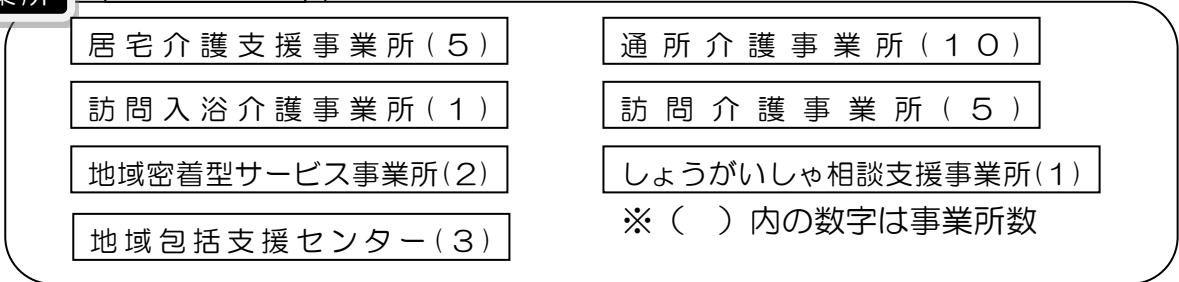 居宅介護支援事業所(5)
通所介護事業所(10)
訪問入浴介護事業所(1)
訪問介護事業所(5)
地域密着型サービス事業所(2)
しょうがいしゃ相談支援事業所(1)
地域包括支援センター(3)
※（　）内の数字は事業所数